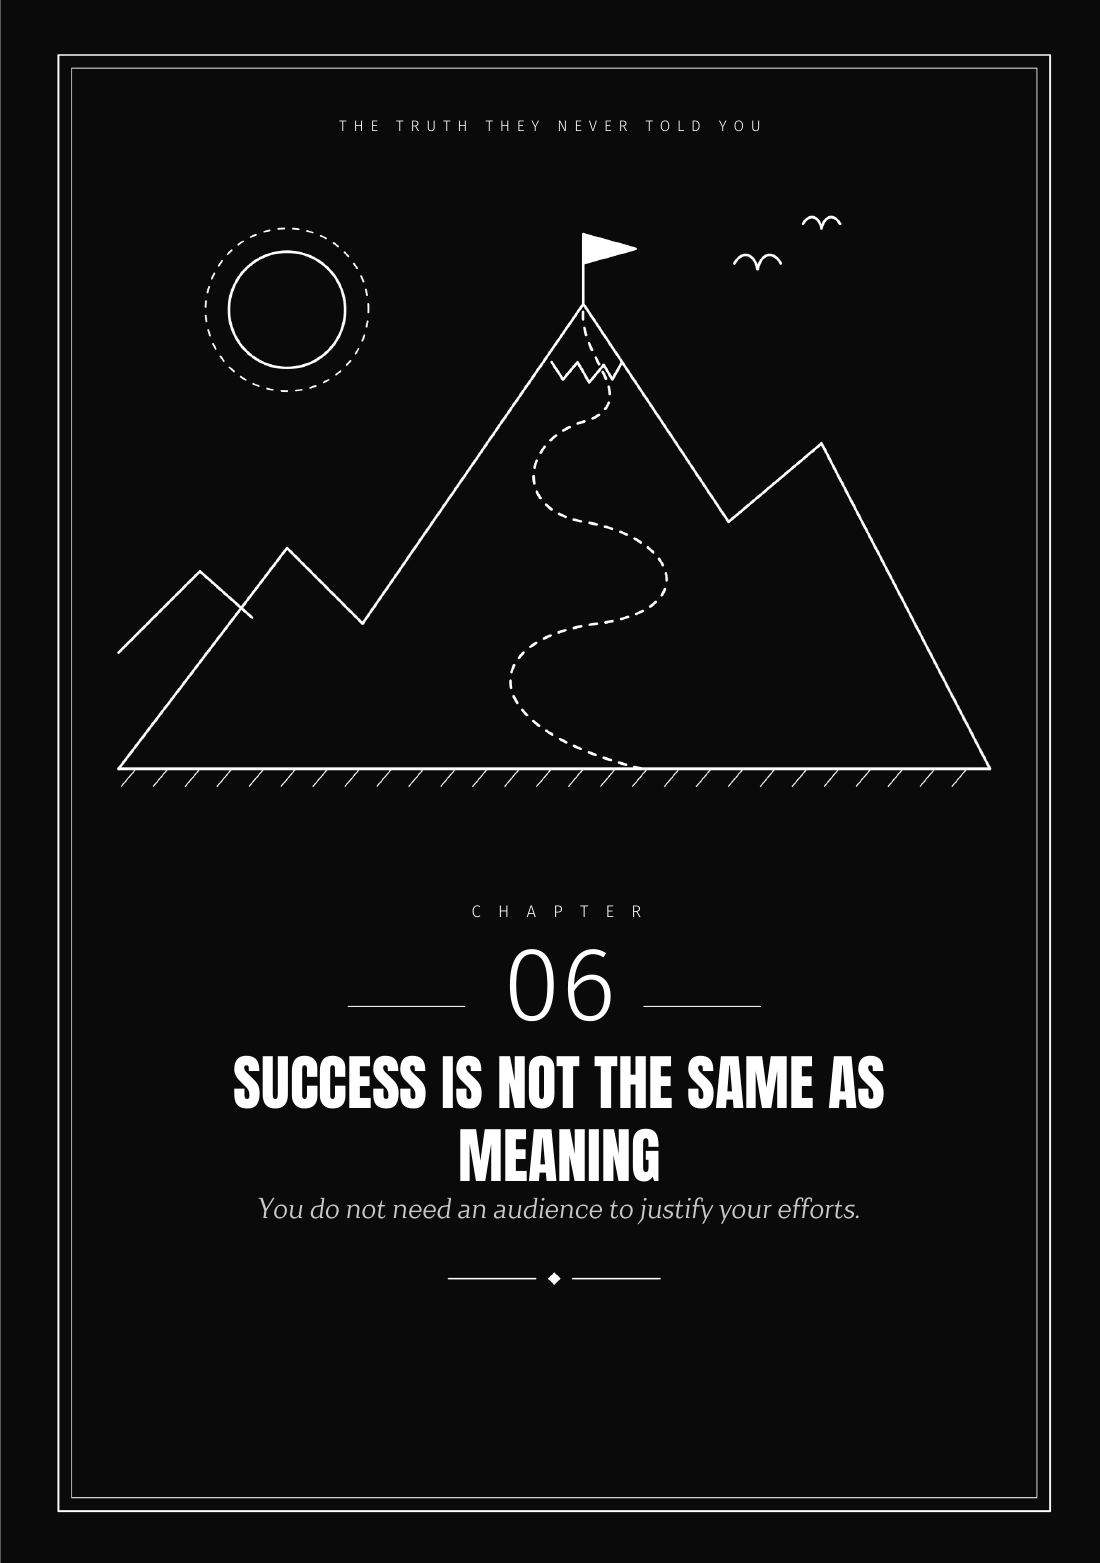 THE TRUTH THEY NEVER TOLD YOU
CHAPTER
06
SUCCESS IS NOT THE SAME AS
MEANING
You do not need an audience to justify your efforts.